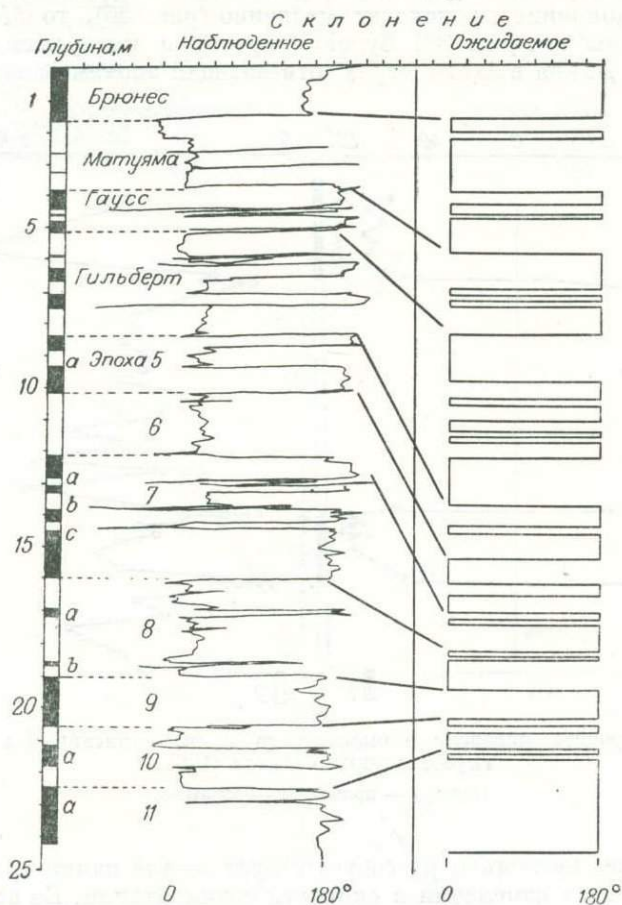 Склонение
Глубина, м Наблюденное Ожидаемое
1 Брюнес
Матуяма
Гаусс
5
Гильберт
а Эпоха 5
10
6
a
7
b
15 c
a
8
b
9
20
10
a
11
a
25
0 180° 0 180°